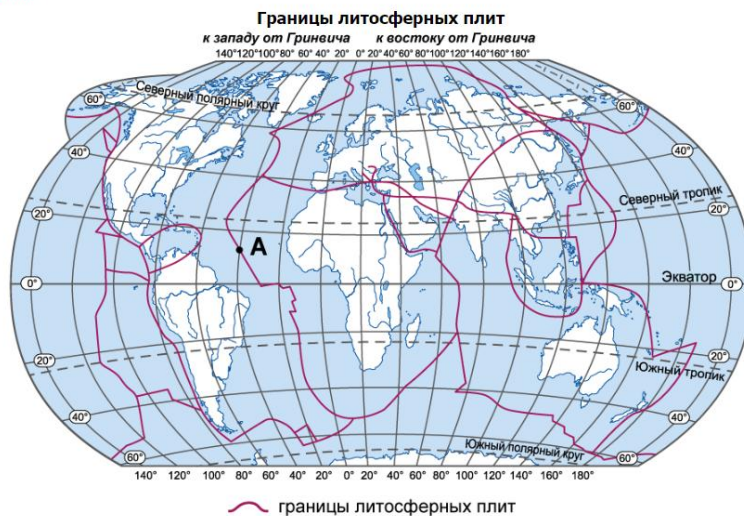 Границы литосферных плит
к западу от Гринвича к востоку от Гринвича
140°120°80°60°40°20° 0° 20°40°60°80°100°120°140°160°180°
Северный полярный круг
60° 60°
40° 40°
Северный тропик
20° 20°
А
Экватор
0° 0°
20° 20°
Южный тропик
40° 40°
Южный полярный круг
60° 60°
140° 120° 100° 80° 60° 40° 20° 0° 20° 40° 60° 80° 100° 120° 140° 160° 180°
границы литосферных плит